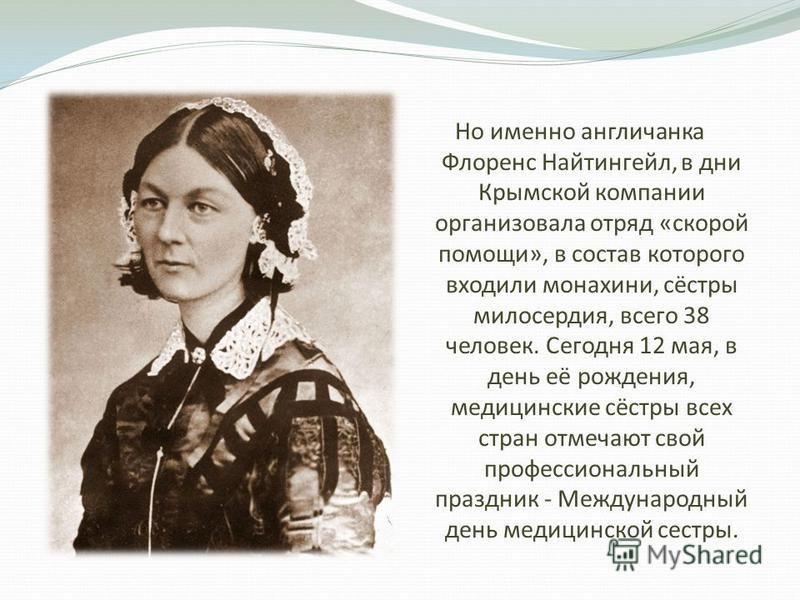 Но именно англичанка
Флоренс Найтингейл, в дни
Крымской компании
организовала отряд «скорой
помощи», в состав которого
входили монахини, сёстры
милосердия, всего 38
человек. Сегодня 12 мая, в
день её рождения,
медицинские сёстры всех
стран отмечают свой
профессиональный
праздник - Международный
день медицинской сестры.
MyShared